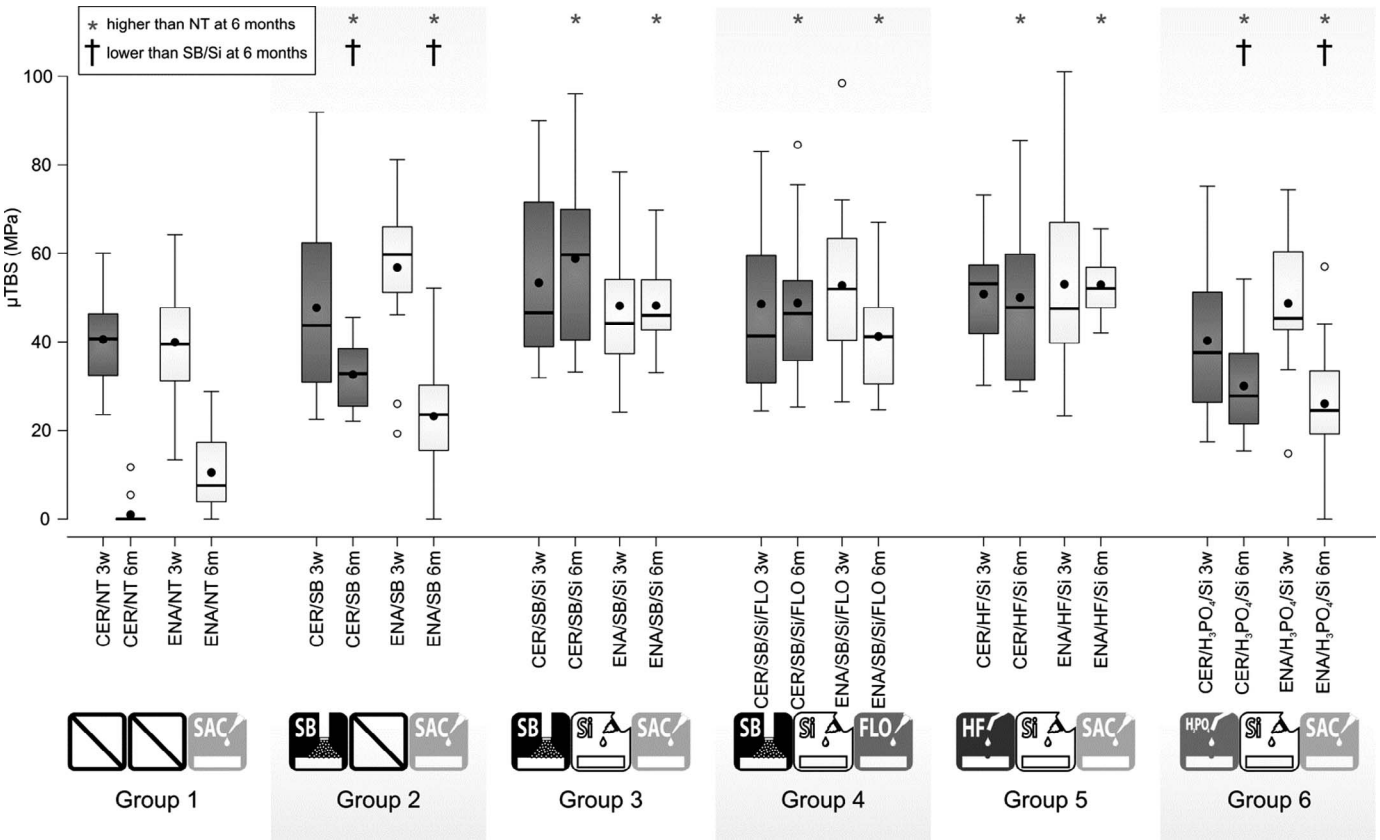 * higher than NT at 6 months
† lower than SB/Si at 6 months
* * * * * * * * * *
† † † †
µTBS (MPa)
100
80
60
40
20
0
CER/NT 3w
CER/NT 6m
ENA/NT 3w
ENA/NT 6m
CER/SB 3w
CER/SB 6m
ENA/SB 3w
ENA/SB 6m
CER/SB/Si 3w
CER/SB/Si 6m
ENA/SB/Si 3w
ENA/SB/Si 6m
CER/SB/Si/FLO 3w
CER/SB/Si/FLO 6m
ENA/SB/Si/FLO 3w
ENA/SB/Si/FLO 6m
CER/HF/Si 3w
CER/HF/Si 6m
ENA/HF/Si 3w
ENA/HF/Si 6m
CER/H₃PO₄/Si 3w
CER/H₃PO₄/Si 6m
ENA/H₃PO₄/Si 3w
ENA/H₃PO₄/Si 6m
SAC
SB SAC
SB Si SAC
SB Si FLO
HF Si SAC
Si SAC
Group 1
Group 2
Group 3
Group 4
Group 5
Group 6